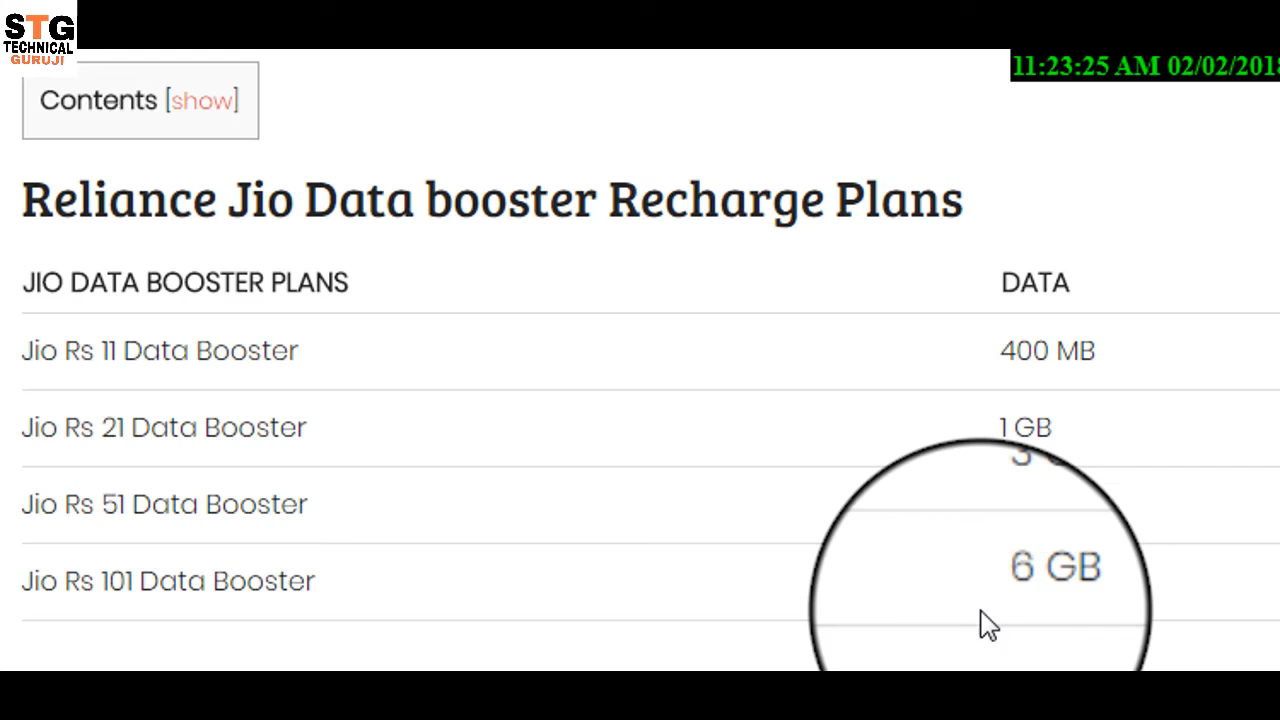 STG
TECHNICAL
GURUJI
11:23:25 AM 02/02/2018
Contents [show]
Reliance Jio Data booster Recharge Plans
JIO DATA BOOSTER PLANS DATA
Jio Rs 11 Data Booster 400 MB
Jio Rs 21 Data Booster 1 GB
Jio Rs 51 Data Booster
Jio Rs 101 Data Booster 6 GB